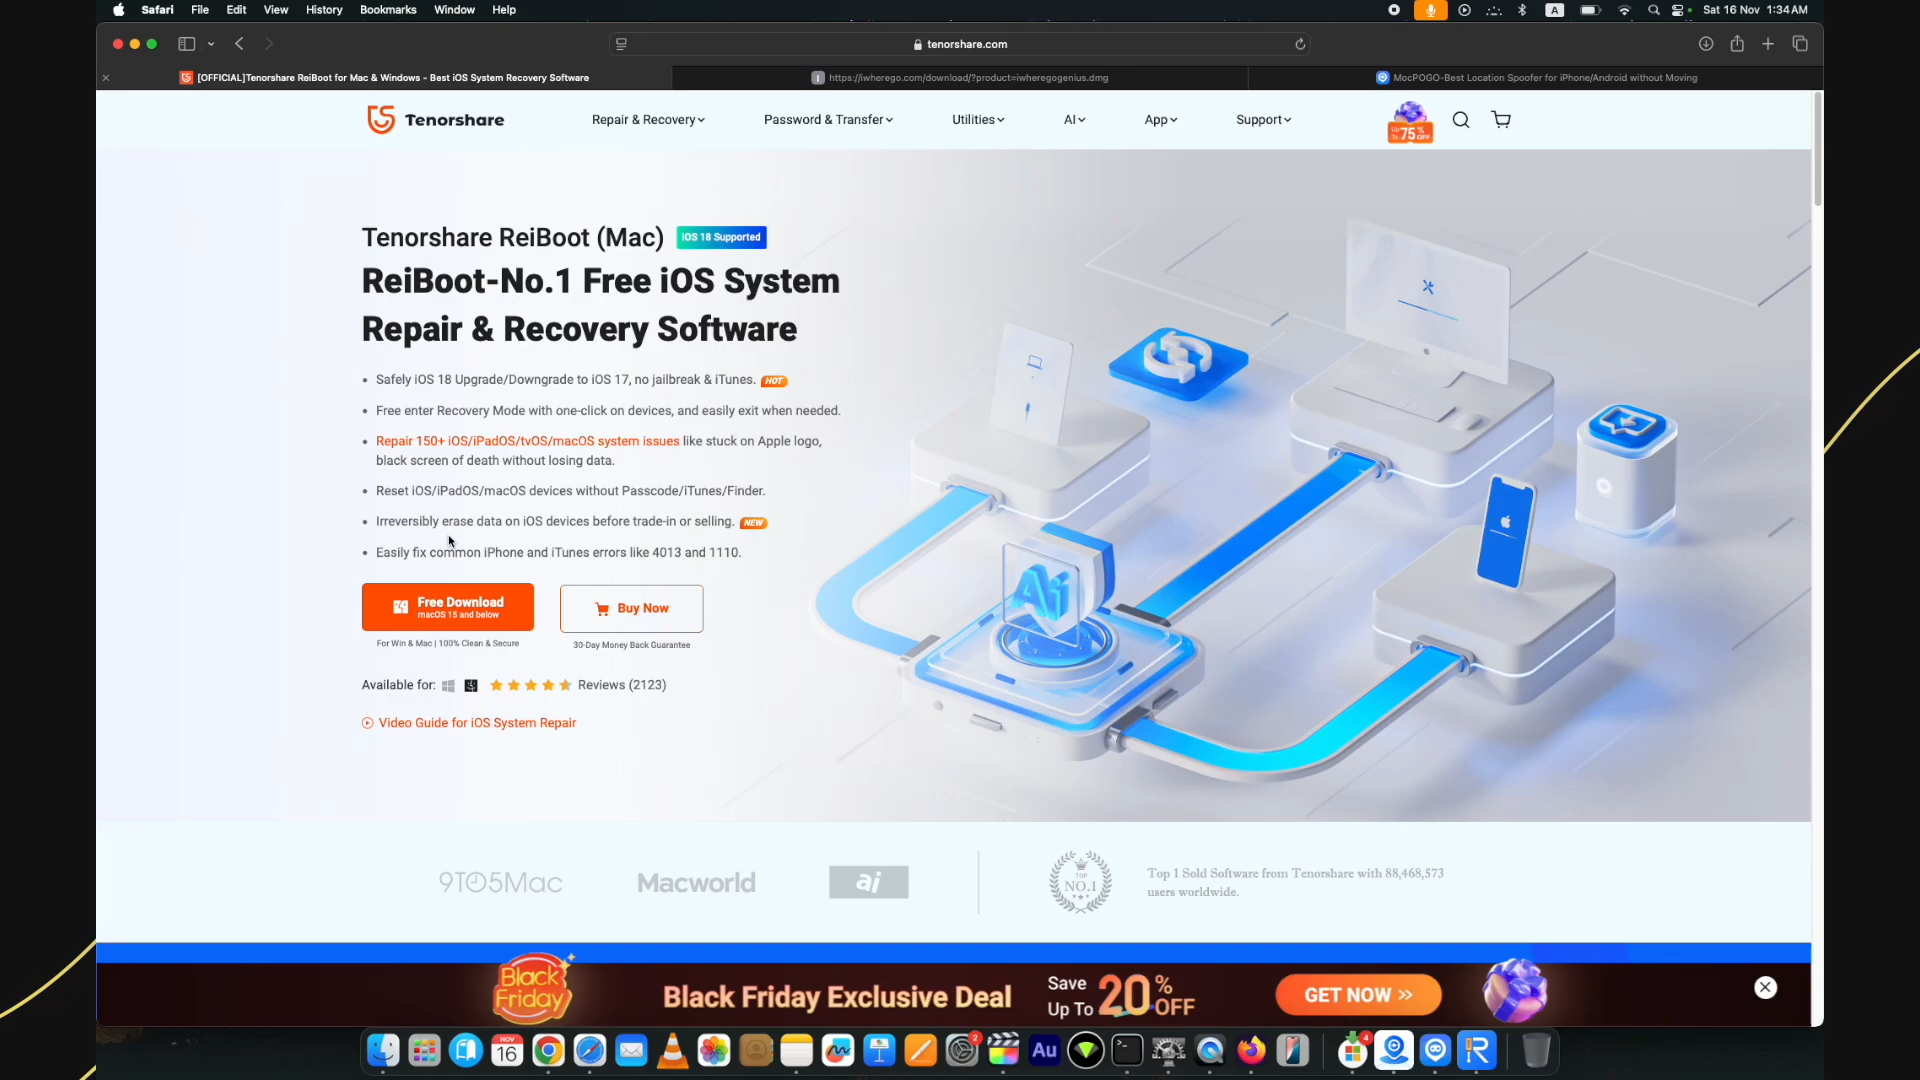 Safari File Edit View History Bookmarks Window Help
A
Sat 16 Nov 1:34AM
tenorshare.com
[OFFICIAL]Tenorshare ReiBoot for Mac & Windows - Best iOS System Recovery Software
https://iwherego.com/download/?product=iwheregogenius.dmg
MocPOGO-Best Location Spoofer for iPhone/Android without Moving
Tenorshare
Repair & Recovery
Password & Transfer
Utilities
AI
App
Support
Up To 75% OFF
Tenorshare ReiBoot (Mac)
iOS 18 Supported
ReiBoot-No.1 Free iOS System
Repair & Recovery Software
• Safely iOS 18 Upgrade/Downgrade to iOS 17, no jailbreak & iTunes. HOT
• Free enter Recovery Mode with one-click on devices, and easily exit when needed.
• Repair 150+ iOS/iPadOS/tvOS/macOS system issues like stuck on Apple logo,
black screen of death without losing data.
• Reset iOS/iPadOS/macOS devices without Passcode/iTunes/Finder.
• Irreversibly erase data on iOS devices before trade-in or selling. NEW
• Easily fix common iPhone and iTunes errors like 4013 and 1110.
Free Download
macOS 15 and below
Buy Now
For Win & Mac | 100% Clean & Secure
30-Day Money Back Guarantee
Available for:
Reviews (2123)
Video Guide for iOS System Repair
Ai
9TO5Mac
Macworld
ai
TOP
NO.1
Top 1 Sold Software from Tenorshare with 88,468,573
users worldwide.
Black
Friday
Black Friday Exclusive Deal
Save
Up To
20% OFF
GET NOW >>
NOV
16
2
Au
4
R